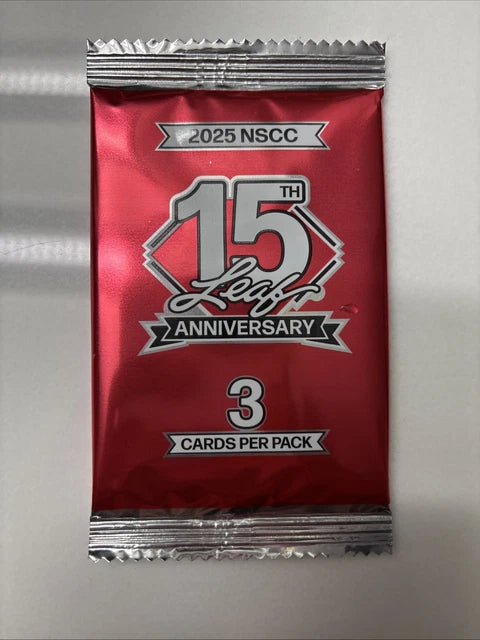 2025 NSCC
15TH
Leaf
ANNIVERSARY
3
CARDS PER PACK